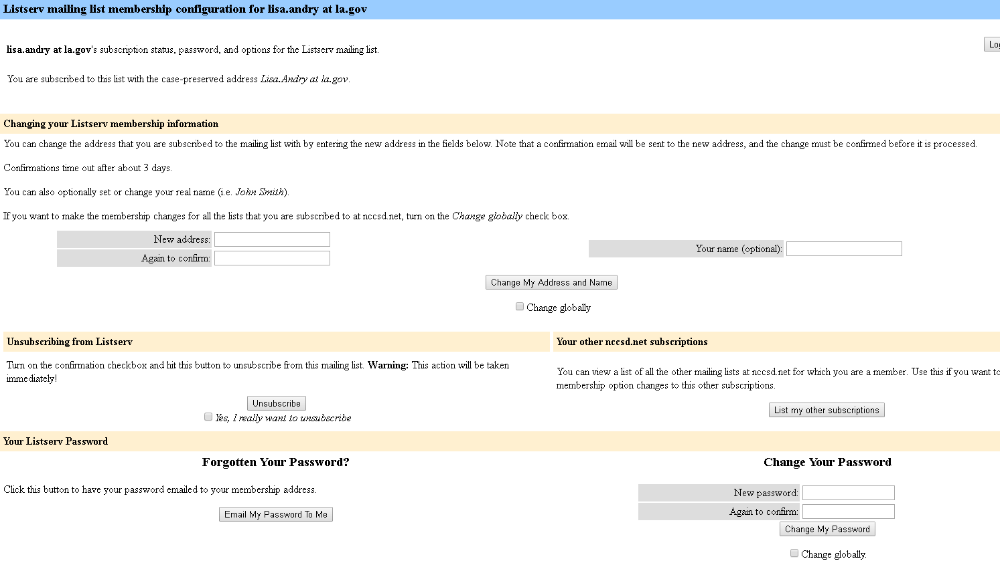 Listserv mailing list membership configuration for lisa.andry at la.gov
lisa.andry at la.gov's subscription status, password, and options for the Listserv mailing list.
You are subscribed to this list with the case-preserved address Lisa.Andry at la.gov.
Changing your Listserv membership information
You can change the address that you are subscribed to the mailing list with by entering the new address in the fields below. Note that a confirmation email will be sent to the new address, and the change must be confirmed before it is processed.
Confirmations time out after about 3 days.
You can also optionally set or change your real name (i.e. John Smith).
If you want to make the membership changes for all the lists that you are subscribed to at nccsd.net, turn on the Change globally check box.
New address:
Again to confirm:
Your name (optional):
Change My Address and Name
Change globally
Unsubscribing from Listserv
Turn on the confirmation checkbox and hit this button to unsubscribe from this mailing list. Warning: This action will be taken
immediately!
Unsubscribe
Yes, I really want to unsubscribe
Your other nccsd.net subscriptions
You can view a list of all the other mailing lists at nccsd.net for which you are a member. Use this if you want to
membership option changes to this other subscriptions.
List my other subscriptions
Your Listserv Password
Forgotten Your Password?
Click this button to have your password emailed to your membership address.
Email My Password To Me
Change Your Password
New password:
Again to confirm:
Change My Password
Change globally.